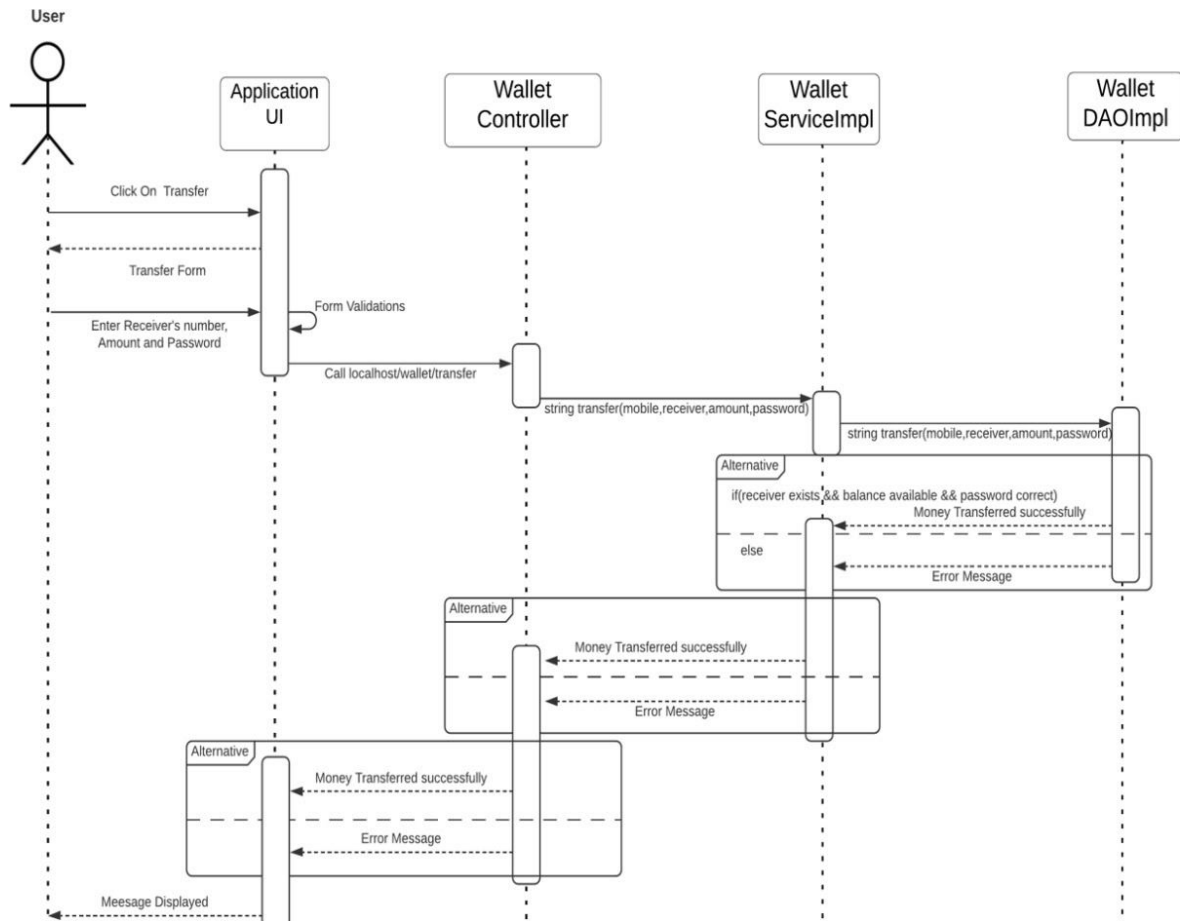 User
Application
UI
Wallet
Controller
Wallet
ServiceImpl
Wallet
DAOImpl
Click On Transfer
Transfer Form
Form Validations
Enter Receiver's number,
Amount and Password
Call localhost/wallet/transfer
string transfer(mobile,receiver,amount,password)
string transfer(mobile,receiver,amount,password)
Alternative
if(receiver exists && balance available && password correct)
Money Transferred successfully
else
Error Message
Alternative
Money Transferred successfully
Error Message
Alternative
Money Transferred successfully
Error Message
Meesage Displayed